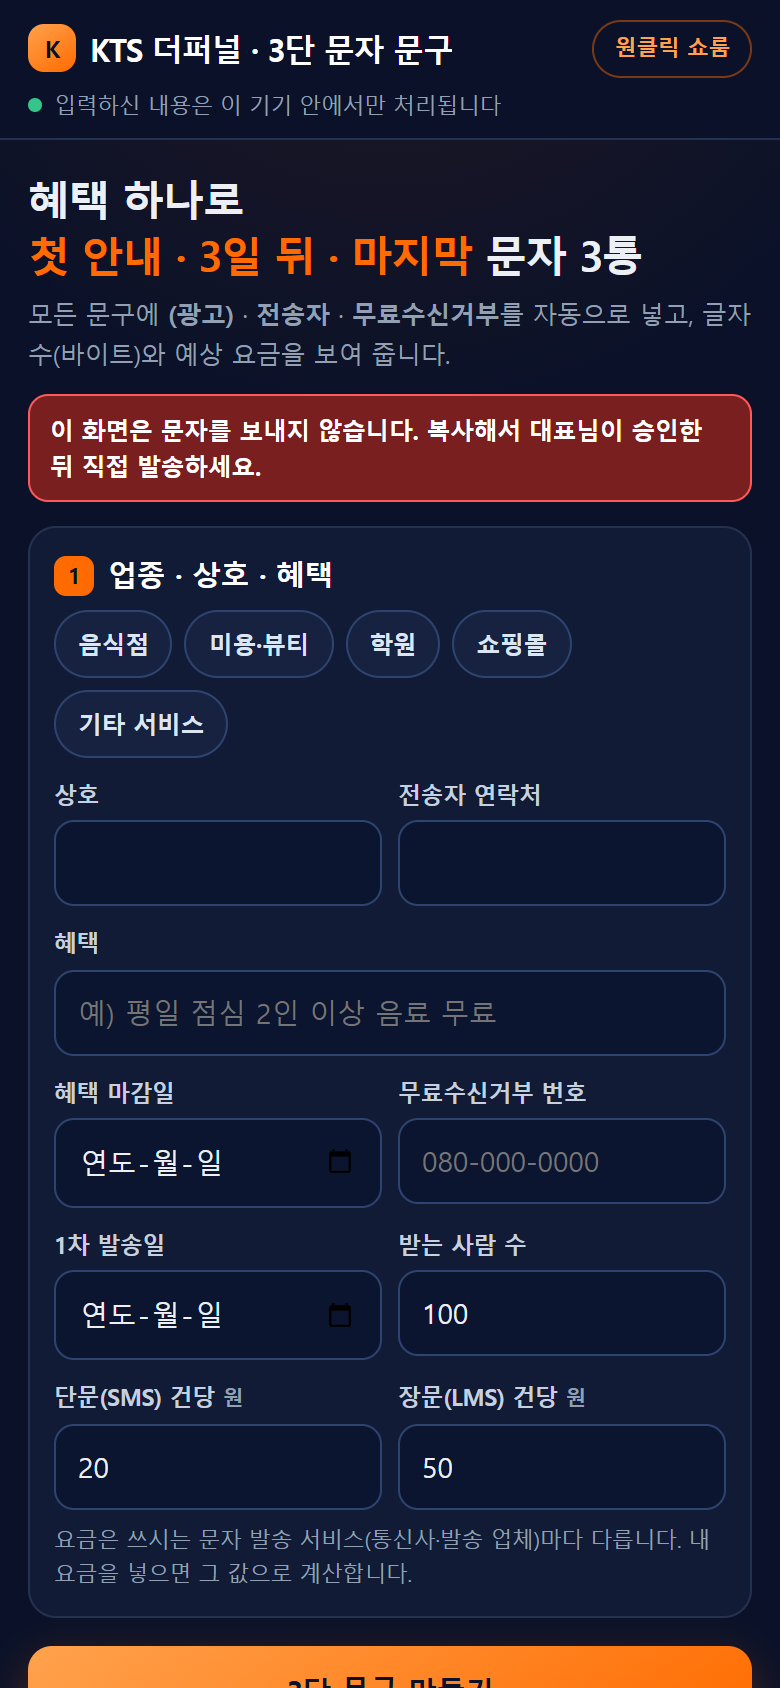 K KTS 더퍼널 · 3단 문자 문구 원클릭 쇼룸
입력하신 내용은 이 기기 안에서만 처리됩니다
혜택 하나로
첫 안내 · 3일 뒤 · 마지막 문자 3통
모든 문구에 (광고) · 전송자 · 무료수신거부를 자동으로 넣고, 글자
수(바이트)와 예상 요금을 보여 줍니다.
이 화면은 문자를 보내지 않습니다. 복사해서 대표님이 승인한
뒤 직접 발송하세요.
1 업종 · 상호 · 혜택
음식점 미용·뷰티 학원 쇼핑몰
기타 서비스
상호 전송자 연락처
혜택
예) 평일 점심 2인 이상 음료 무료
혜택 마감일 무료수신거부 번호
연도-월-일 080-000-0000
1차 발송일 받는 사람 수
연도-월-일 100
단문(SMS) 건당 원 장문(LMS) 건당 원
20 50
요금은 쓰시는 문자 발송 서비스(통신사·발송 업체)마다 다릅니다. 내
요금을 넣으면 그 값으로 계산합니다.
3단 문구 만들기